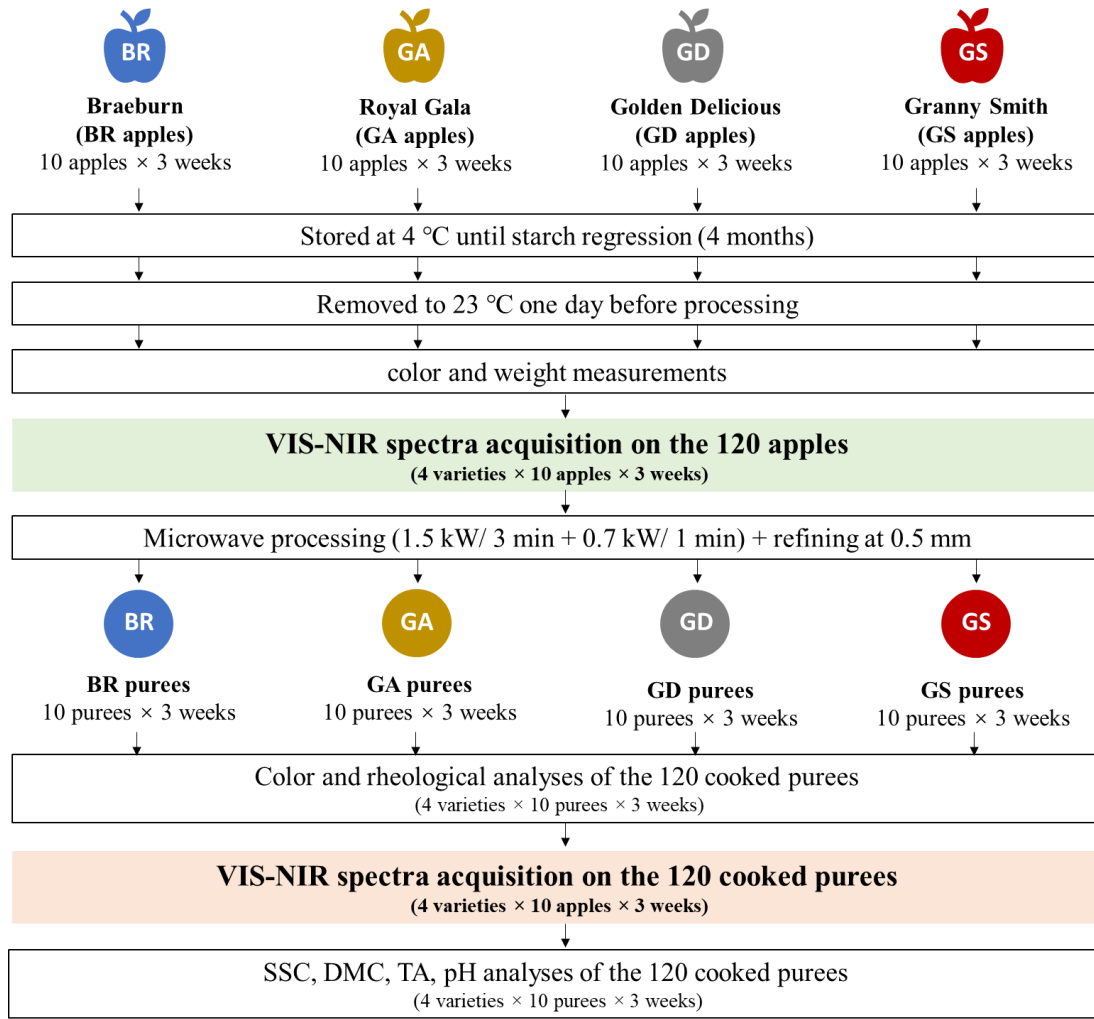 BR GA GD GS
Braeburn Royal Gala Golden Delicious Granny Smith
(BR apples) (GA apples) (GD apples) (GS apples)
10 apples × 3 weeks 10 apples × 3 weeks 10 apples × 3 weeks 10 apples × 3 weeks
Stored at 4 ℃ until starch regression (4 months)
Removed to 23 ℃ one day before processing
color and weight measurements
VIS-NIR spectra acquisition on the 120 apples
(4 varieties × 10 apples × 3 weeks)
Microwave processing (1.5 kW/ 3 min + 0.7 kW/ 1 min) + refining at 0.5 mm
BR GA GD GS
BR purees GA purees GD purees GS purees
10 purees × 3 weeks 10 purees × 3 weeks 10 purees × 3 weeks 10 purees × 3 weeks
Color and rheological analyses of the 120 cooked purees
(4 varieties × 10 purees × 3 weeks)
VIS-NIR spectra acquisition on the 120 cooked purees
(4 varieties × 10 apples × 3 weeks)
SSC, DMC, TA, pH analyses of the 120 cooked purees
(4 varieties × 10 purees × 3 weeks)